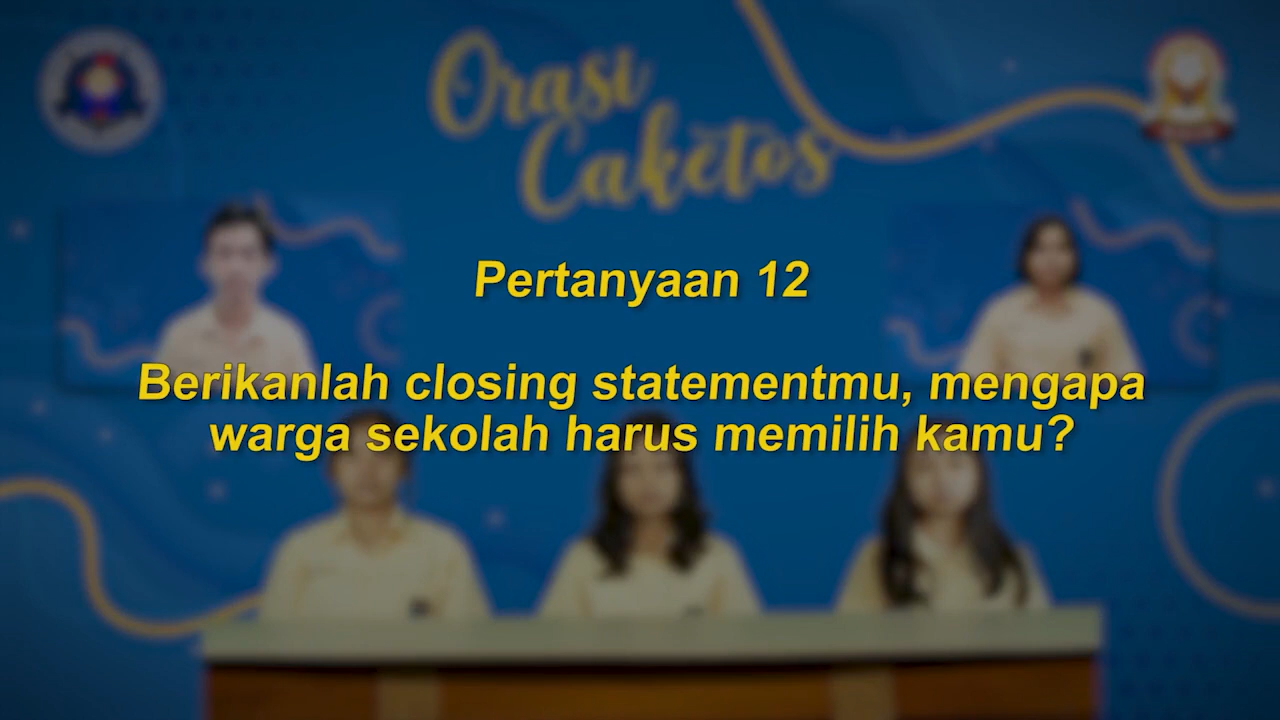 Orasi
Caketos
Pertanyaan 12
Berikanlah closing statementmu, mengapa
warga sekolah harus memilih kamu?